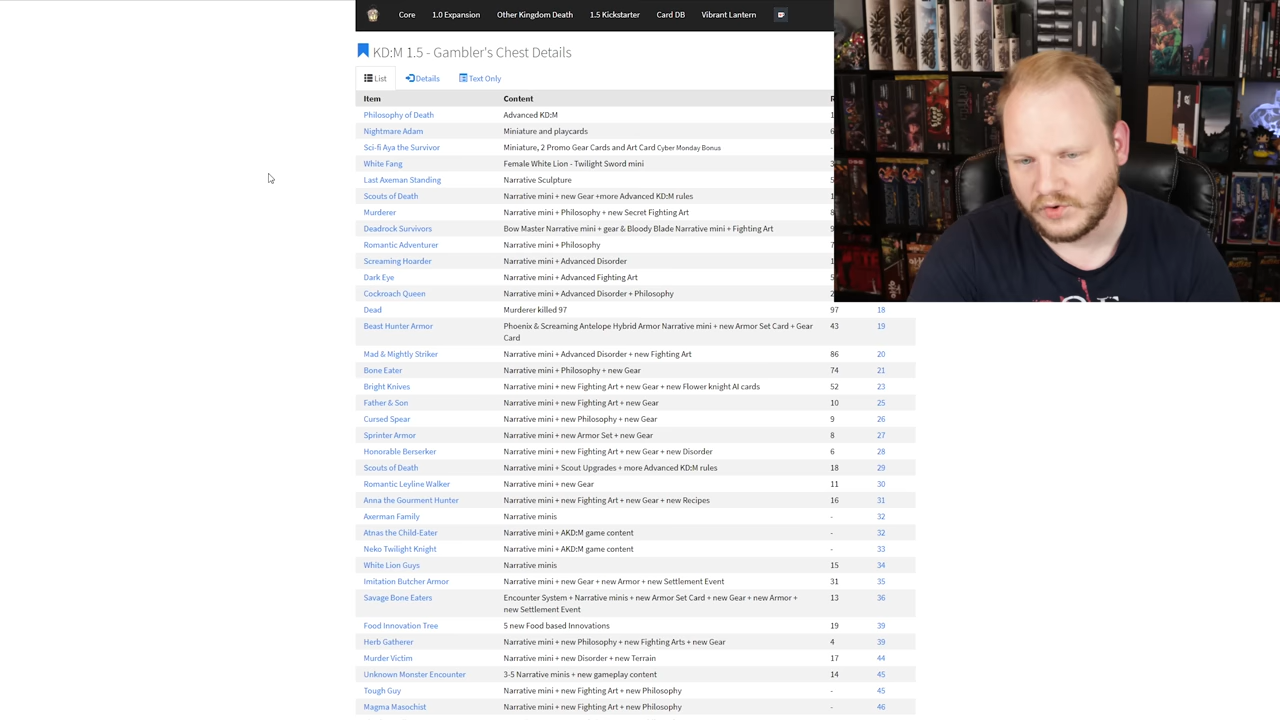 Core 1.0 Expansion Other Kingdom Death 1.5 Kickstarter Card DB Vibrant Lantern
KD:M 1.5 - Gambler's Chest Details
List Details Text Only
Item Content
Philosophy of Death Advanced KD:M
Nightmare Adam Miniature and playcards
Sci-fi Aya the Survivor Miniature, 2 Promo Gear Cards and Art Card Cyber Monday Bonus
White Fang Female White Lion - Twilight Sword mini
Last Axeman Standing Narrative Sculpture
Scouts of Death Narrative mini + new Gear +more Advanced KD:M rules
Murderer Narrative mini + Philosophy + new Secret Fighting Art
Deadrock Survivors Bow Master Narrative mini + gear & Bloody Blade Narrative mini + Fighting Art
Romantic Adventurer Narrative mini + Philosophy
Screaming Hoarder Narrative mini + Advanced Disorder
Dark Eye Narrative mini + Advanced Fighting Art
Cockroach Queen Narrative mini + Advanced Disorder + Philosophy
Dead Murderer killed 97 97 18
Beast Hunter Armor Phoenix & Screaming Antelope Hybrid Armor Narrative mini + new Armor Set Card + Gear 43 19
Card
Mad & Mightly Striker Narrative mini + Advanced Disorder + new Fighting Art 86 20
Bone Eater Narrative mini + Philosophy + new Gear 74 21
Bright Knives Narrative mini + new Fighting Art + new Gear + new Flower knight AI cards 52 23
Father & Son Narrative mini + new Fighting Art + new Gear 10 25
Cursed Spear Narrative mini + new Philosophy + new Gear 9 26
Sprinter Armor Narrative mini + new Armor Set + new Gear 8 27
Honorable Berserker Narrative mini + new Fighting Art + new Gear + new Disorder 6 28
Scouts of Death Narrative mini + Scout Upgrades + more Advanced KD:M rules 18 29
Romantic Leyline Walker Narrative mini + new Gear 11 30
Anna the Gourment Hunter Narrative mini + new Fighting Art + new Gear + new Recipes 16 31
Axerman Family Narrative minis - 32
Atnas the Child-Eater Narrative mini + AKD:M game content - 32
Neko Twilight Knight Narrative mini + AKD:M game content - 33
White Lion Guys Narrative minis 15 34
Imitation Butcher Armor Narrative mini + new Gear + new Armor + new Settlement Event 31 35
Savage Bone Eaters Encounter System + Narrative minis + new Armor Set Card + new Gear + new Armor + 13 36
new Settlement Event
Food Innovation Tree 5 new Food based Innovations 19 39
Herb Gatherer Narrative mini + new Philosophy + new Fighting Arts + new Gear 4 39
Murder Victim Narrative mini + new Disorder + new Terrain 17 44
Unknown Monster Encounter 3-5 Narrative minis + new gameplay content 14 45
Tough Guy Narrative mini + new Fighting Art + new Philosophy - 45
Magma Masochist Narrative mini + new Fighting Art + new Philosophy - 46